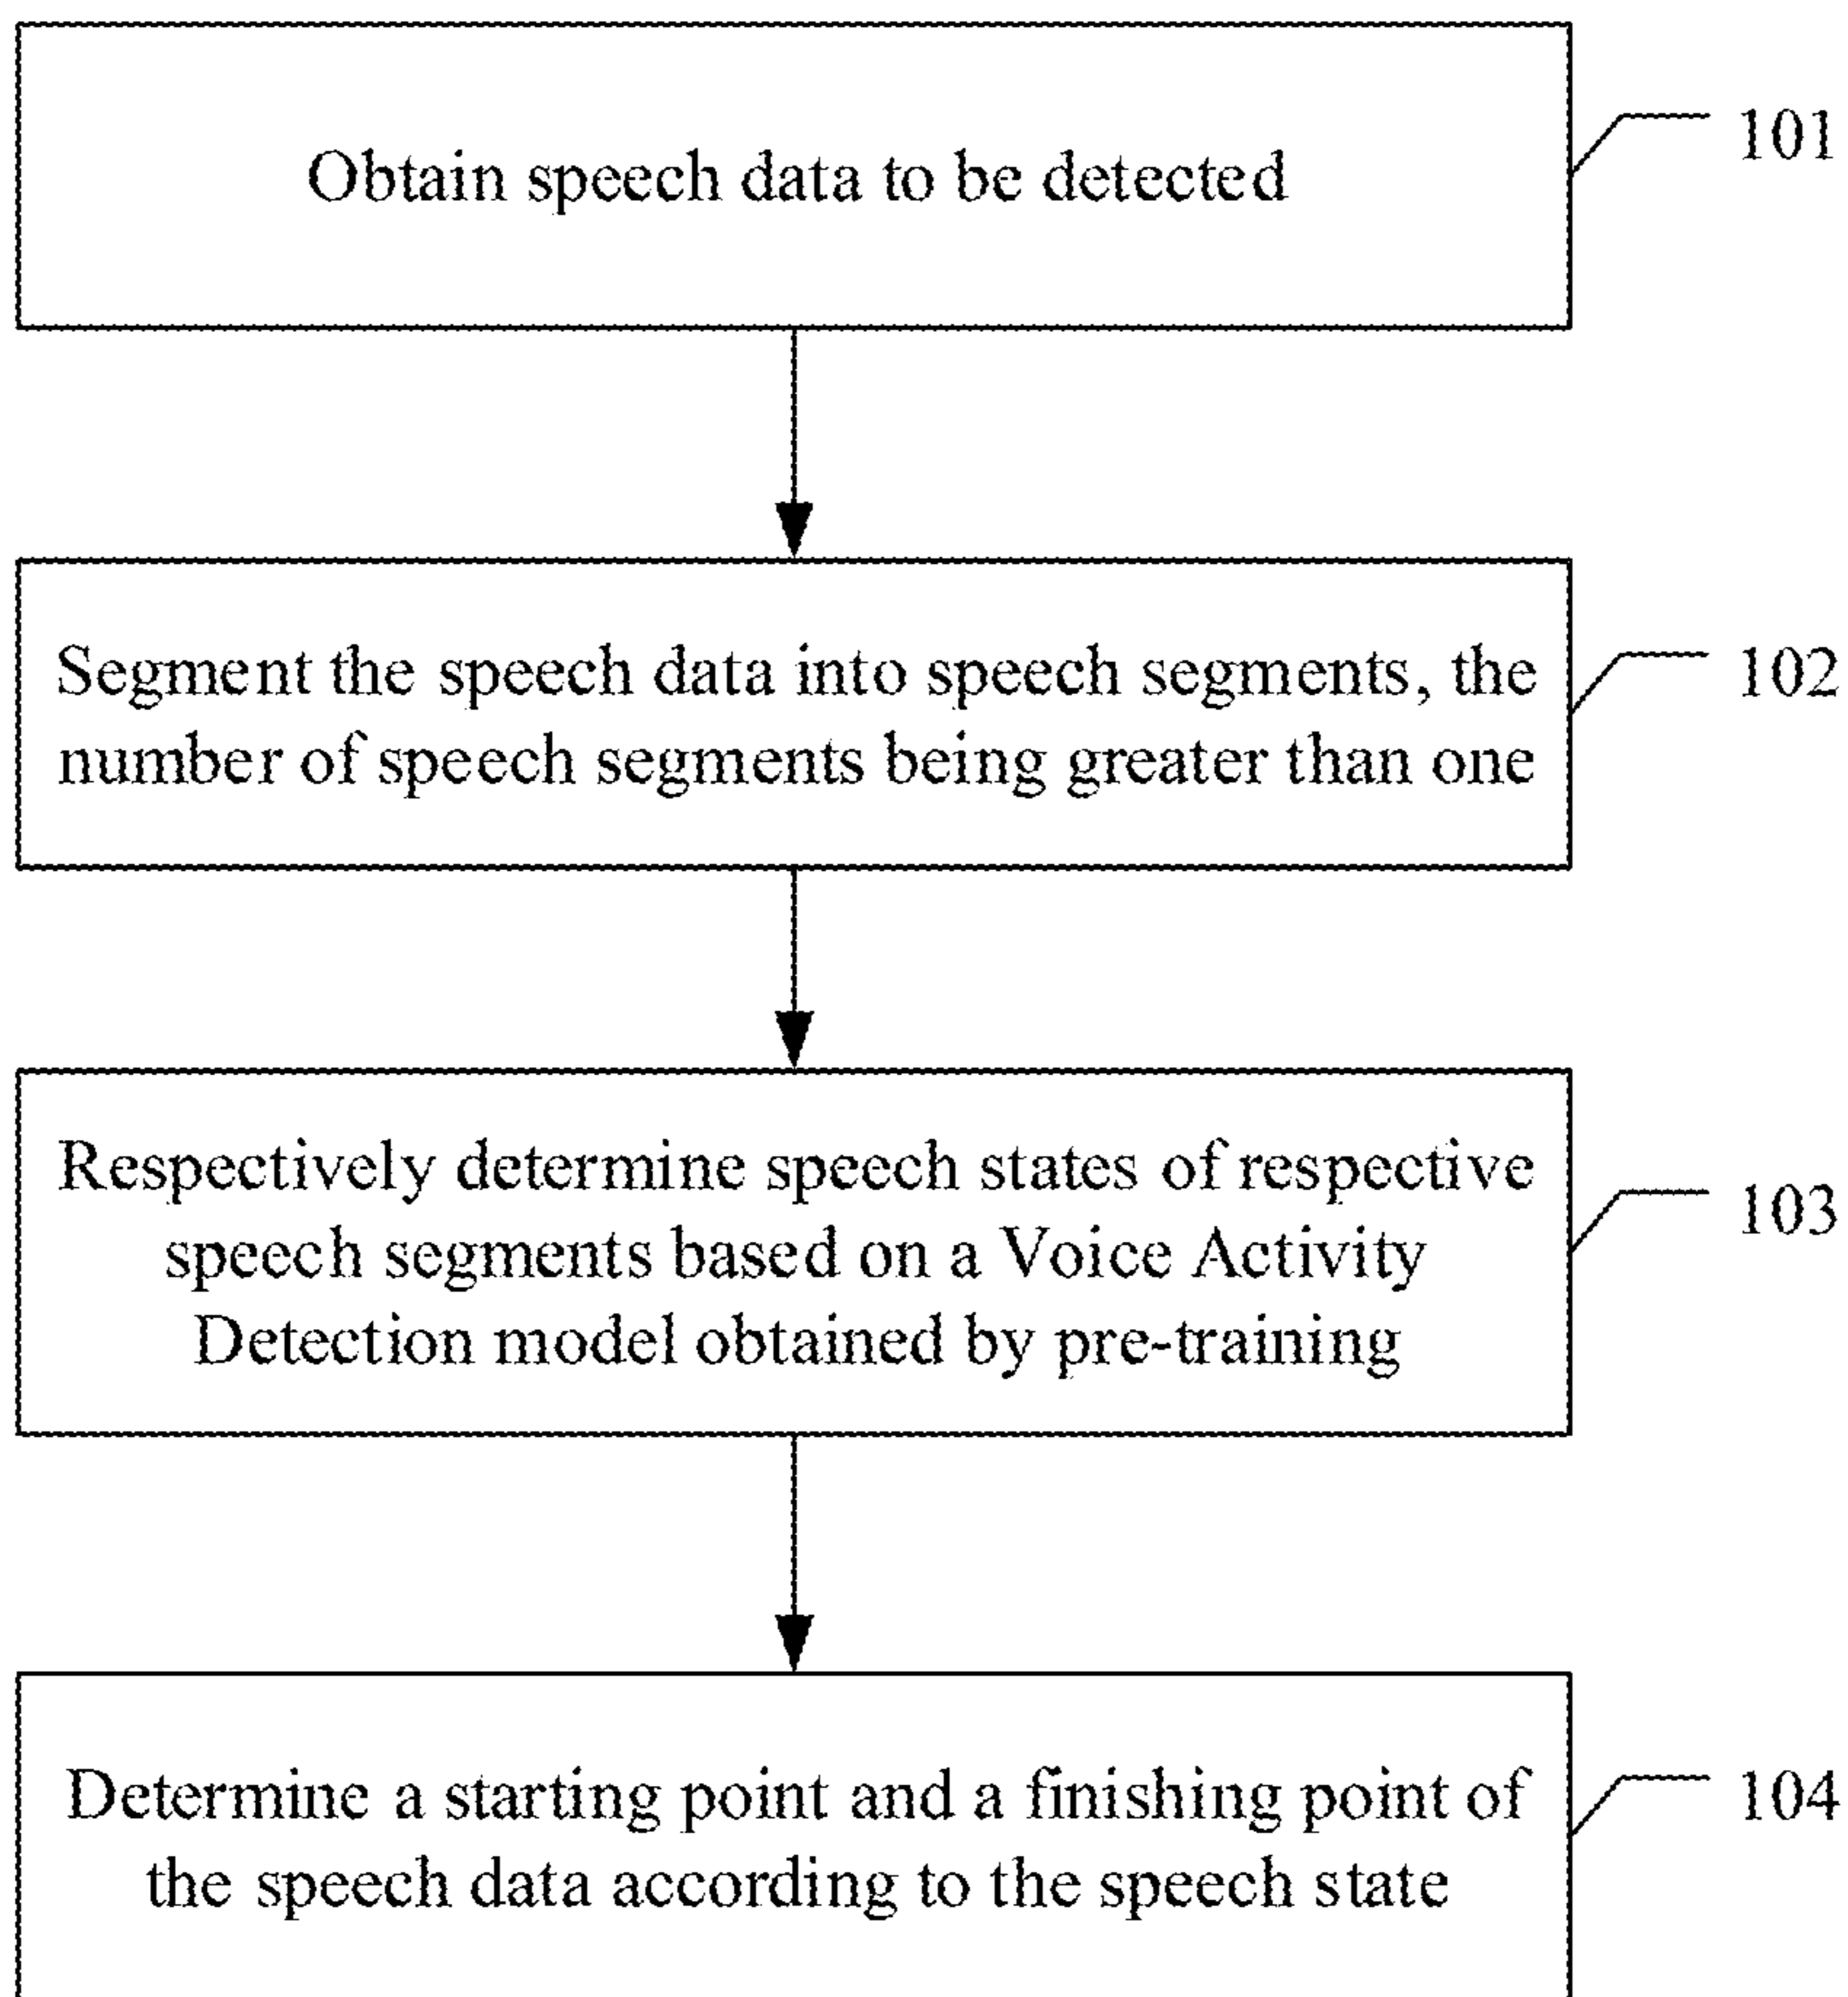 Obtain speech data to be detected
101
Segment the speech data into speech segments, the
number of speech segments being greater than one
102
Respectively determine speech states of respective
speech segments based on a Voice Activity
Detection model obtained by pre-training
103
Determine a starting point and a finishing point of
the speech data according to the speech state
104